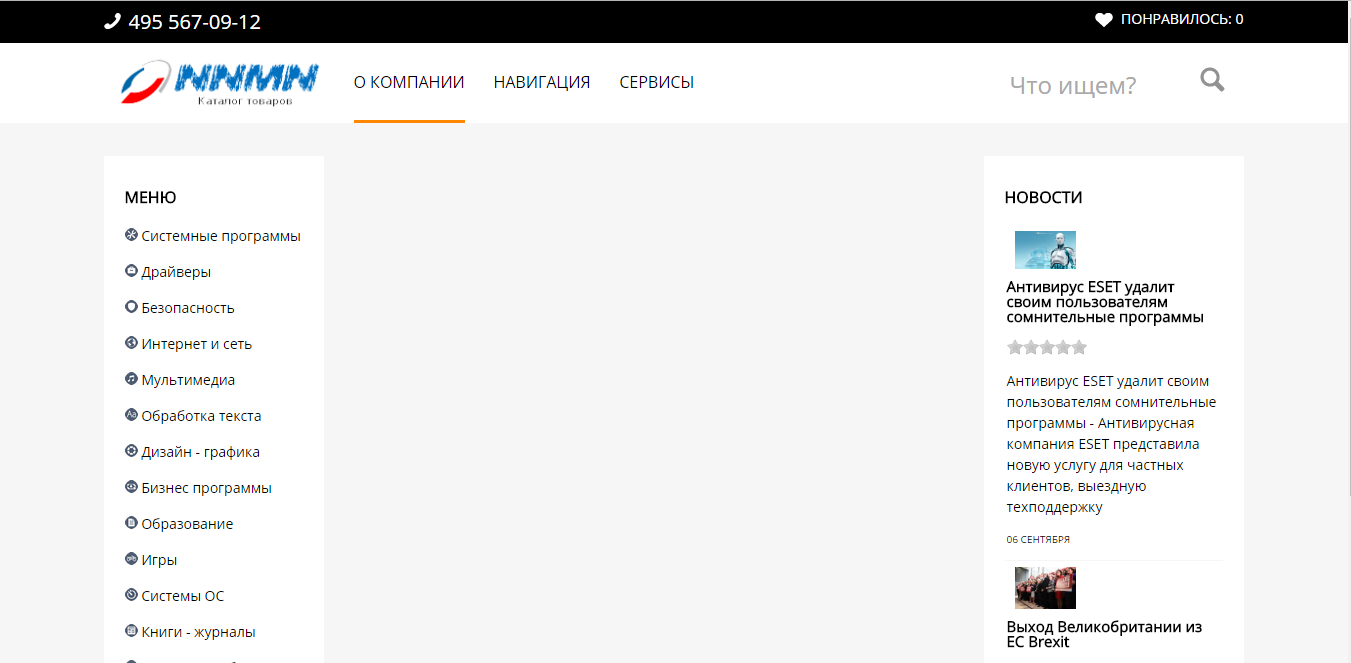 495 567-09-12
ПОНРАВИЛОСЬ: 0
NNMN
Каталог товаров
О КОМПАНИИ
НАВИГАЦИЯ
СЕРВИСЫ
Что ищем?
МЕНЮ
Системные программы
Драйверы
Безопасность
Интернет и сеть
Мультимедиа
Обработка текста
Дизайн - графика
Бизнес программы
Образование
Игры
Системы ОС
Книги - журналы
НОВОСТИ
Антивирус ESET удалит
своим пользователям
сомнительные программы
Антивирус ESET удалит своим
пользователям сомнительные
программы - Антивирусная
компания ESET представила
новую услугу для частных
клиентов, выездную
техподдержку
06 СЕНТЯБРЯ
Выход Великобритании из
ЕС Brexit